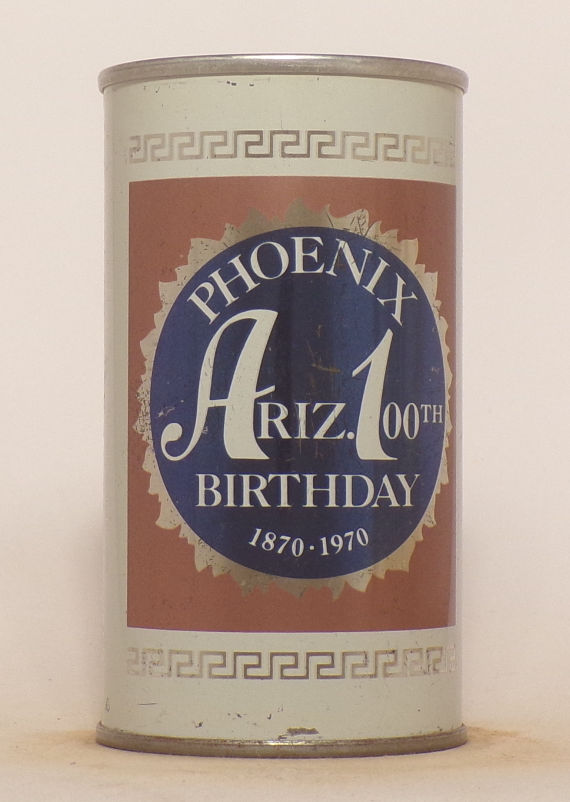 PHOENIX
ARIZ. 100TH
BIRTHDAY
1870 · 1970